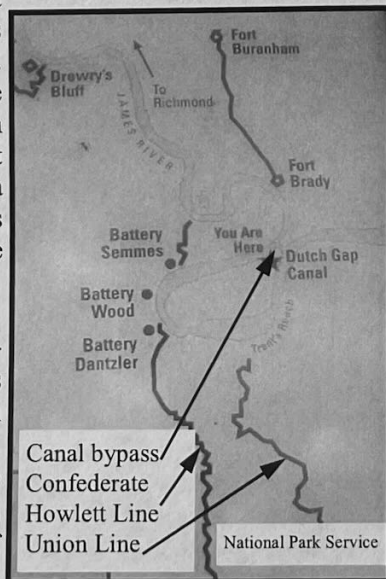 Fort
Buranham
Drewry's
Bluff
To
Richmond
JAMES RIVER
Fort
Brady
You Are
Here
Battery
Semmes
Dutch Gap
Canal
Battery
Wood
Trent's Reach
Battery
Dantzler
Canal bypass
Confederate
Howlett Line
Union Line
National Park Service